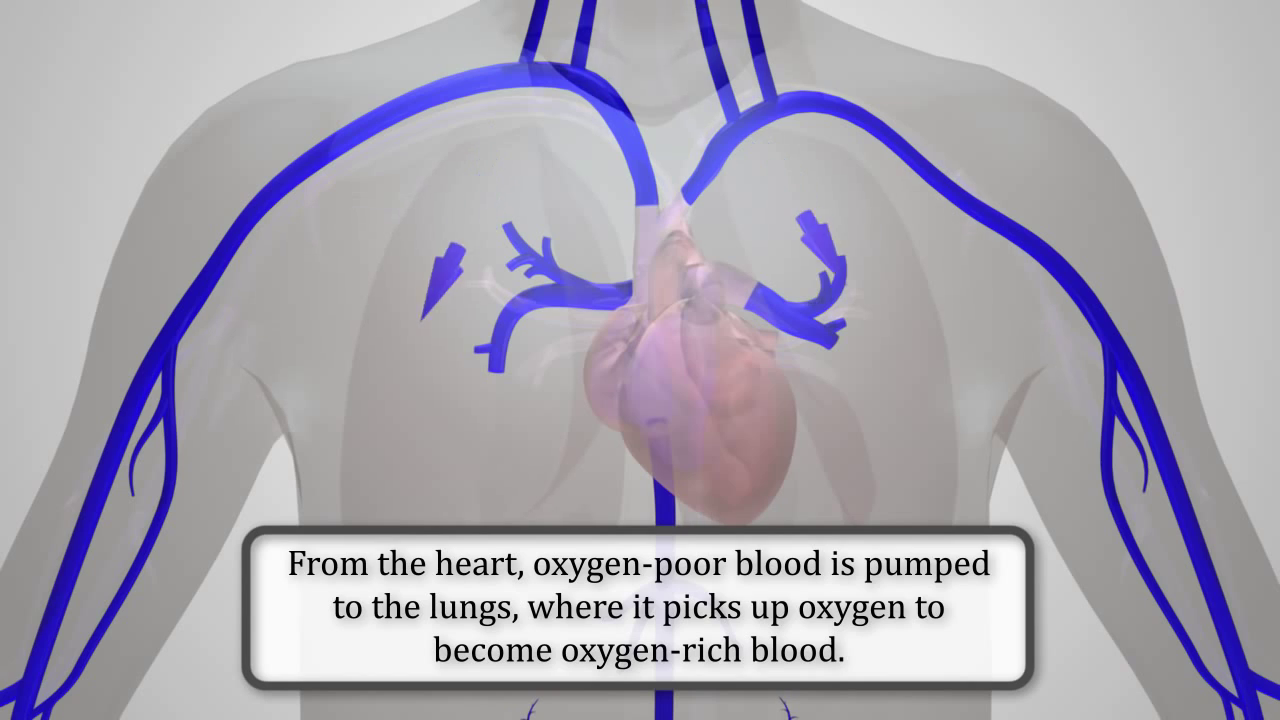 From the heart, oxygen-poor blood is pumped
to the lungs, where it picks up oxygen to
become oxygen-rich blood.